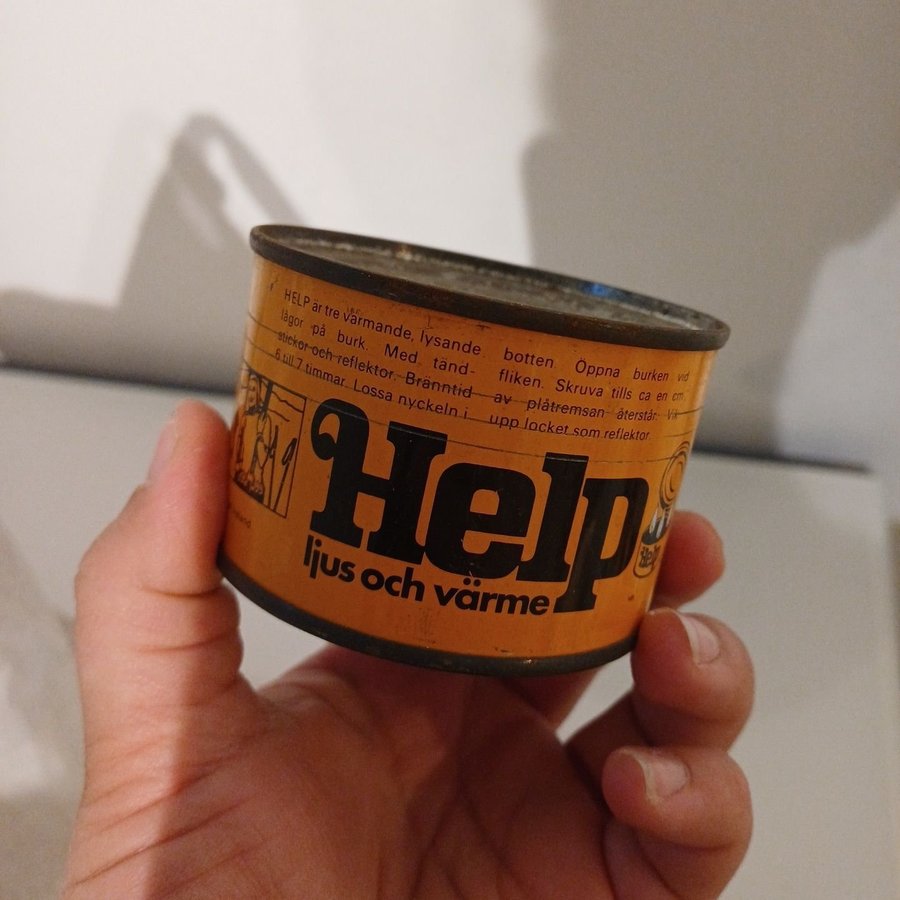 HELP är tre värmande, lysande
lågor på burk. Med tänd-
stickor och reflektor. Bränntid
6 till 7 timmar. Lossa nyckeln i
botten. Öppna burken vid
fliken. Skruva tills ca en cm.
av plåtremsan återstår. Vik
upp locket som reflektor.
Help
ljus och värme
Help